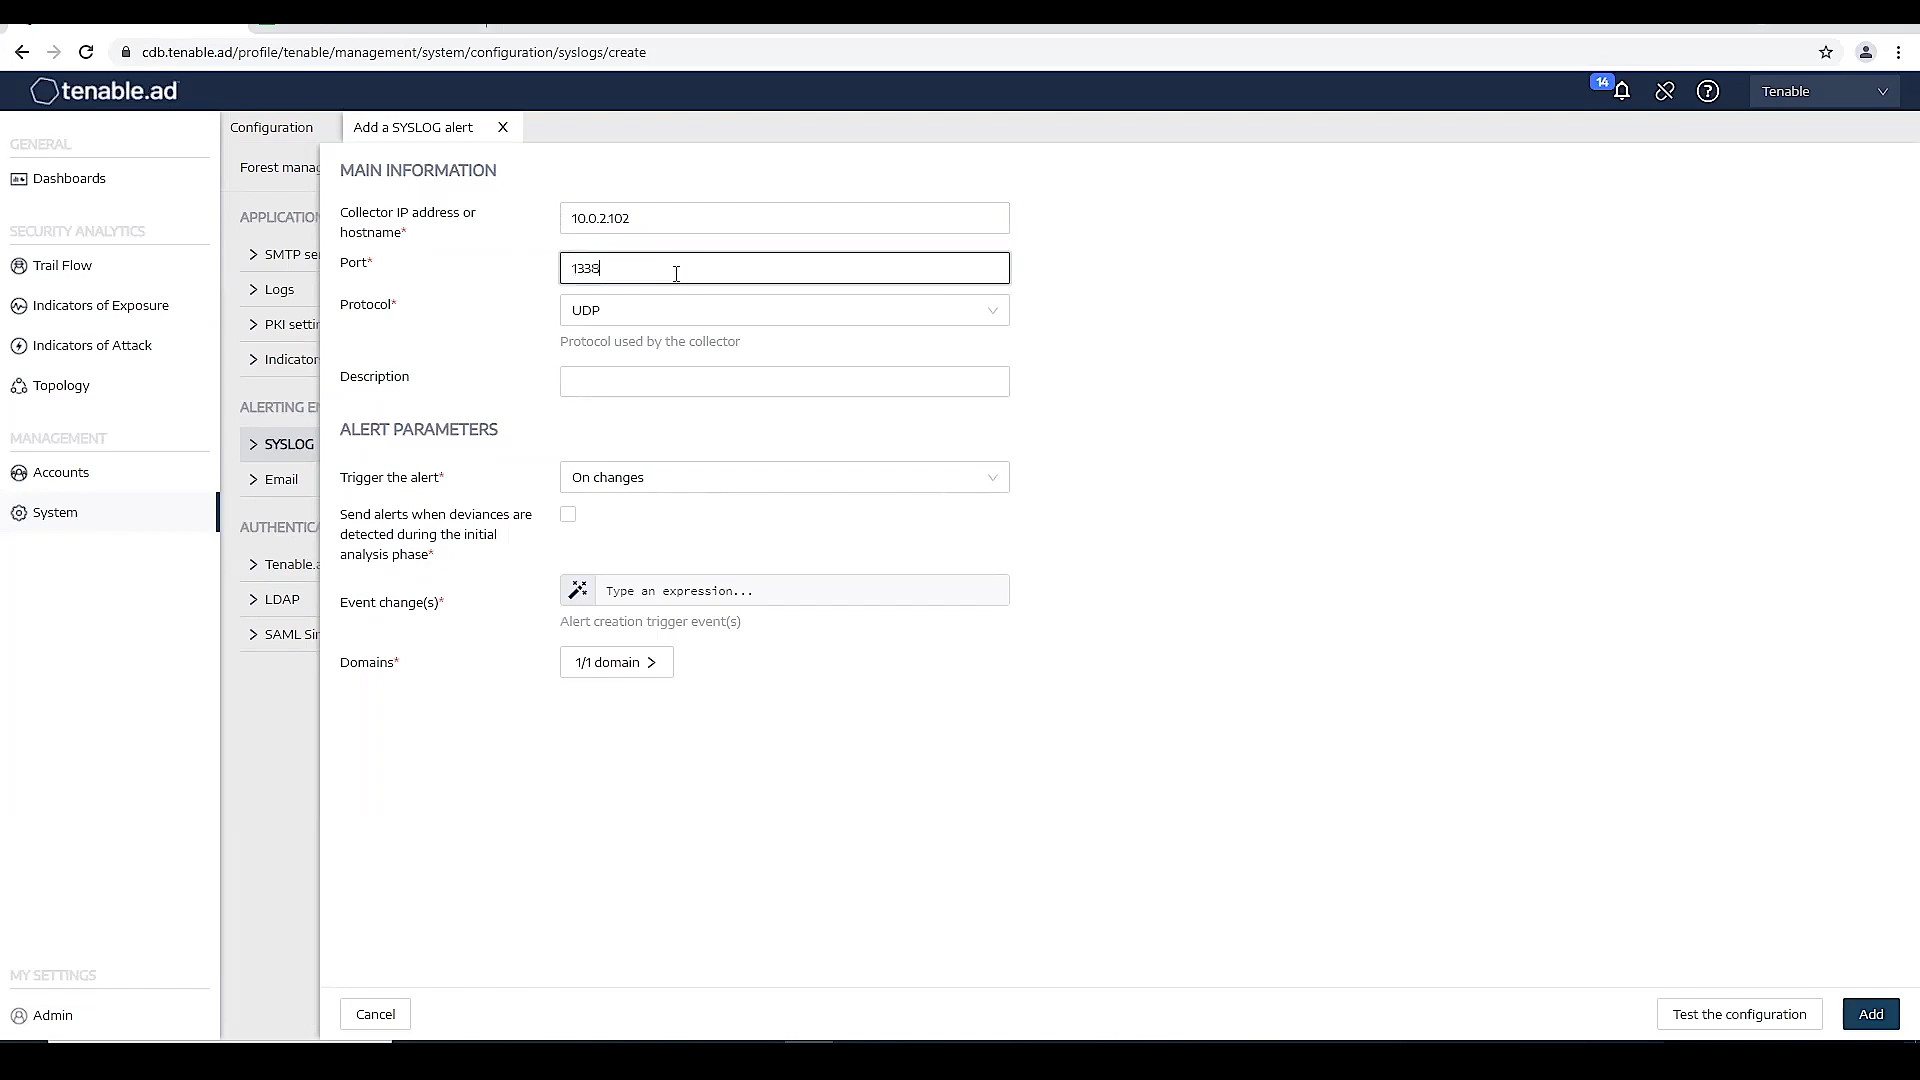 cdb.tenable.ad/profile/tenable/management/system/configuration/syslogs/create
tenable.ad
14
?
Tenable
GENERAL
Dashboards
SECURITY ANALYTICS
Trail Flow
Indicators of Exposure
Indicators of Attack
Topology
MANAGEMENT
Accounts
System
MY SETTINGS
Admin
Configuration
Add a SYSLOG alert
Forest manag
APPLICATION
SMTP se
Logs
PKI setti
Indicator
ALERTING E
SYSLOG
Email
AUTHENTICA
Tenable.a
LDAP
SAML Si
MAIN INFORMATION
Collector IP address or
hostname*
10.0.2.102
Port*
1338
Protocol*
UDP
Protocol used by the collector
Description
ALERT PARAMETERS
Trigger the alert*
On changes
Send alerts when deviances are
detected during the initial
analysis phase*
Event change(s)*
Type an expression...
Alert creation trigger event(s)
Domains*
1/1 domain
Cancel
Test the configuration
Add